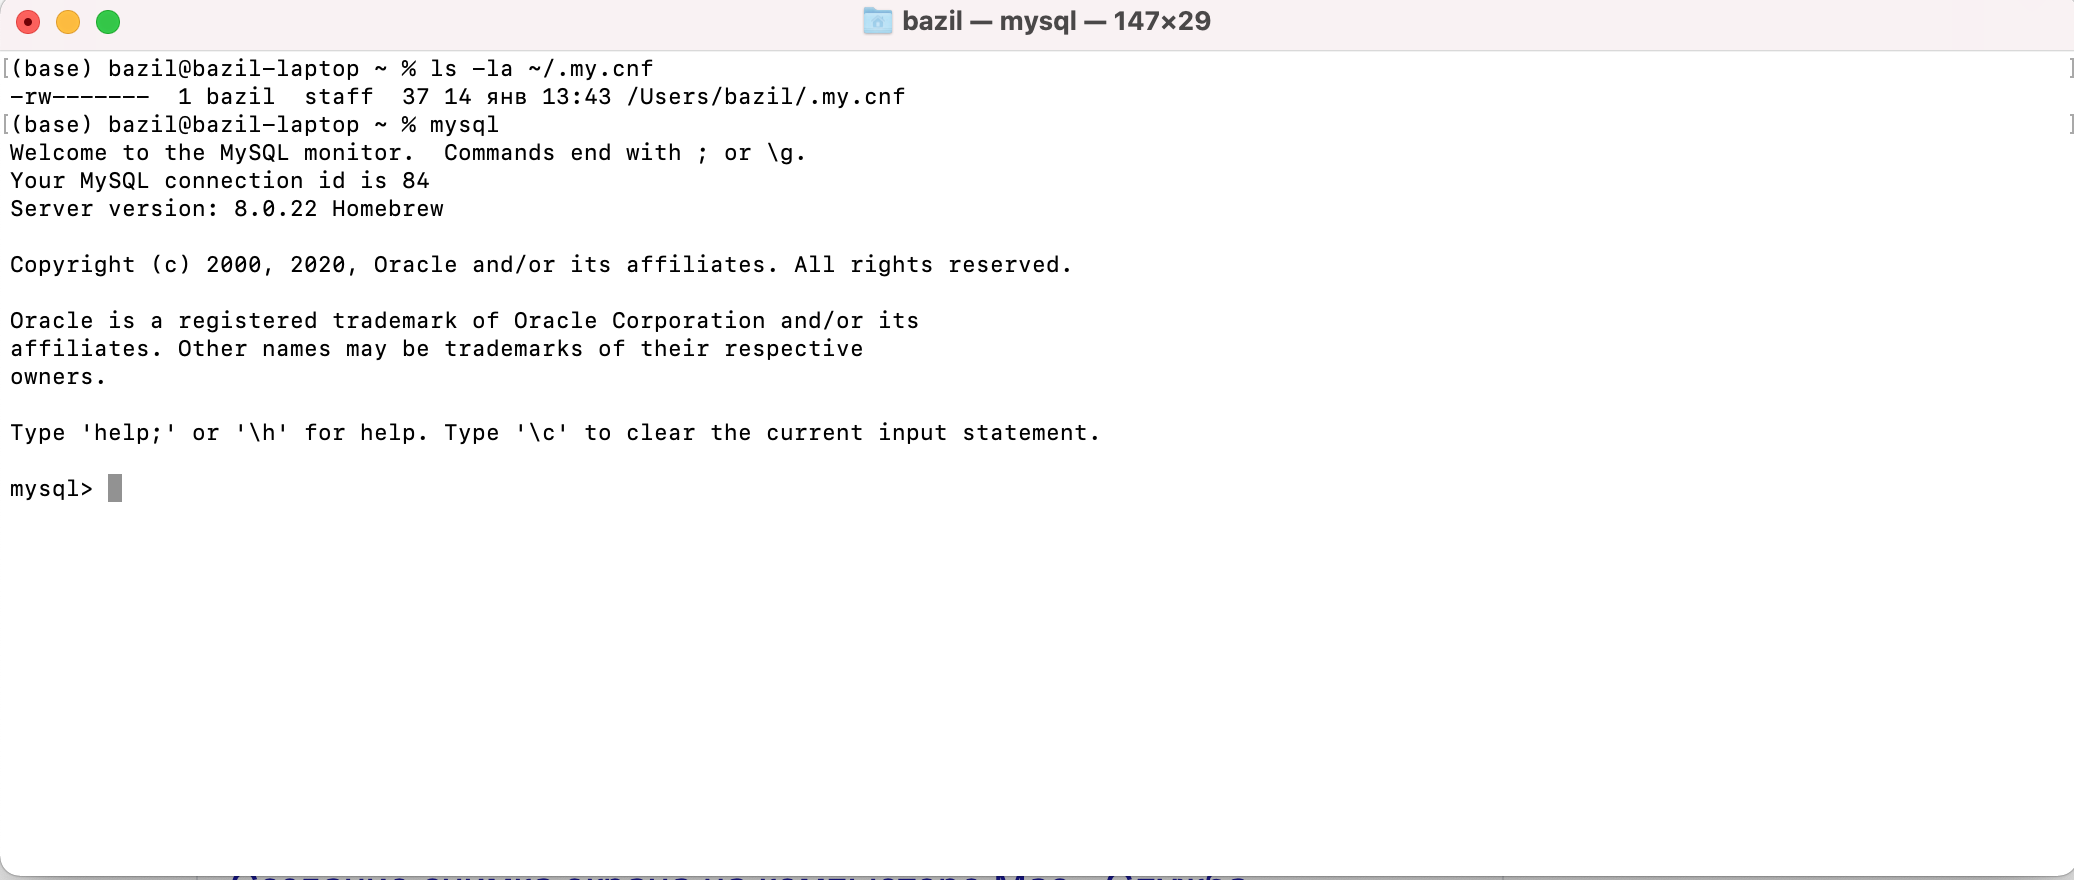 bazil — mysql — 147×29
(base) bazil@bazil-laptop ~ % ls -la ~/.my.cnf
-rw------- 1 bazil staff 37 14 янв 13:43 /Users/bazil/.my.cnf
(base) bazil@bazil-laptop ~ % mysql
Welcome to the MySQL monitor.  Commands end with ; or \g.
Your MySQL connection id is 84
Server version: 8.0.22 Homebrew
Copyright (c) 2000, 2020, Oracle and/or its affiliates. All rights reserved.
Oracle is a registered trademark of Oracle Corporation and/or its
affiliates. Other names may be trademarks of their respective
owners.
Type 'help;' or '\h' for help. Type '\c' to clear the current input statement.
mysql>